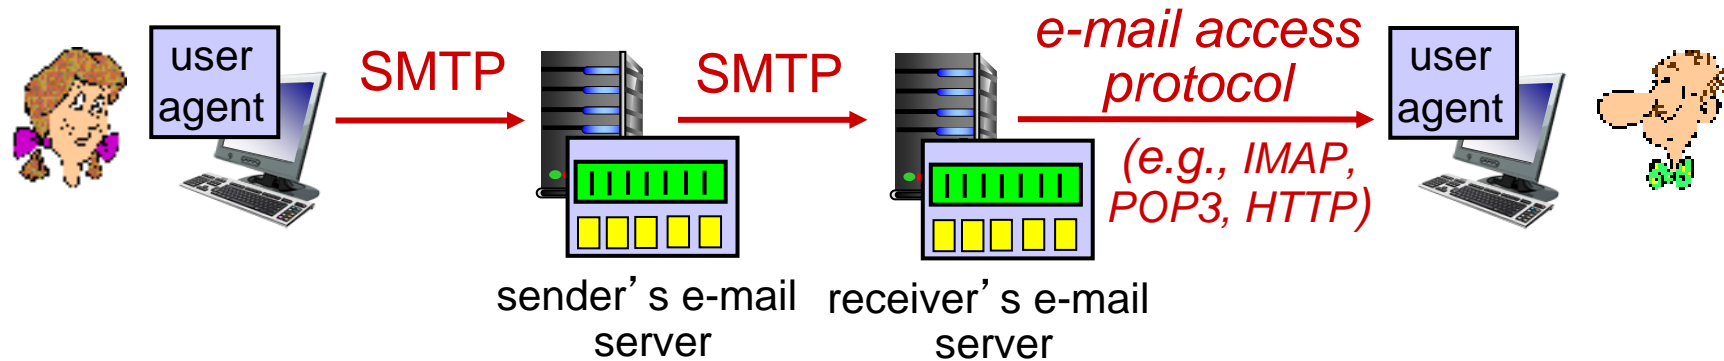 user
agent
SMTP
SMTP
e-mail access
protocol
(e.g., IMAP,
POP3, HTTP)
user
agent
sender’s e-mail
server
receiver’s e-mail
server